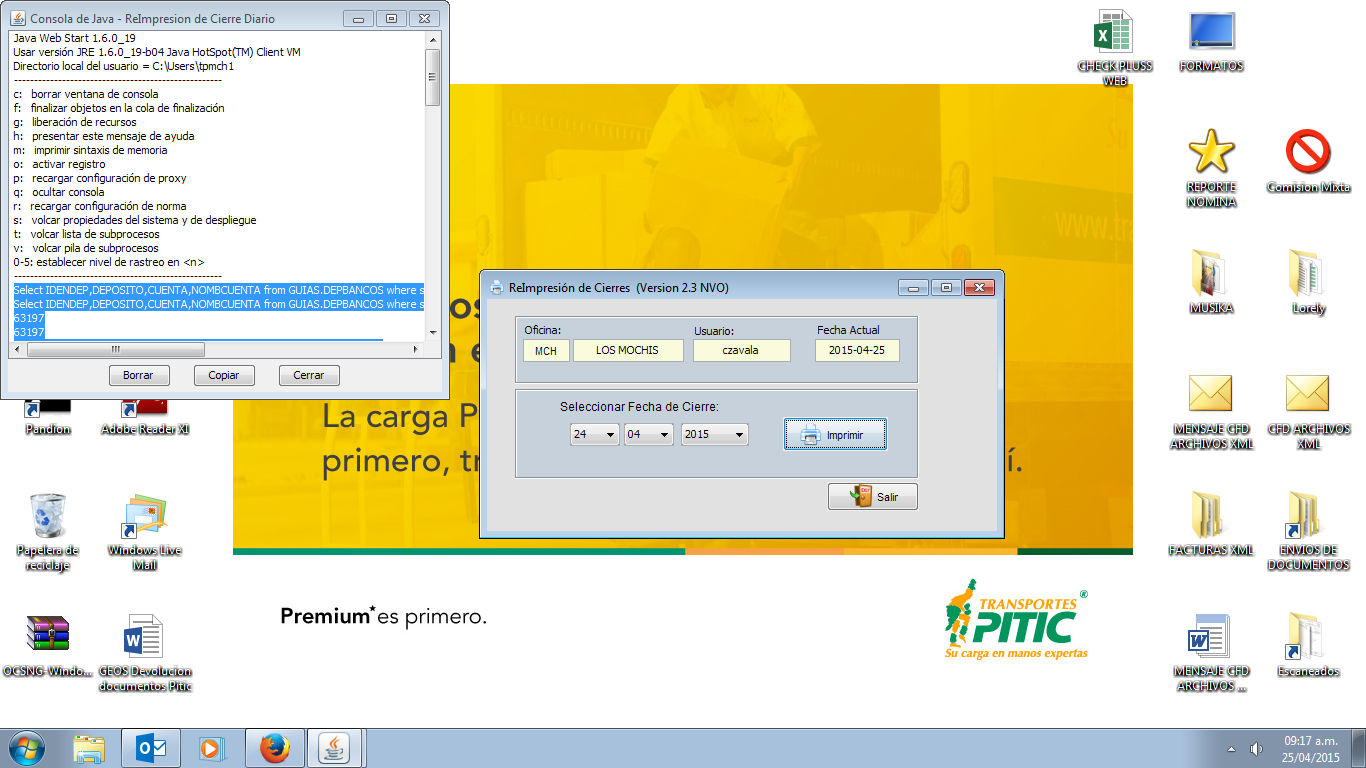 Consola de Java - ReImpresion de Cierre Diario
Java Web Start 1.6.0_19
Usar versión JRE 1.6.0_19-b04 Java HotSpot(TM) Client VM
Directorio local del usuario = C:\Users\tpmch1
----------------------------------------------------
c: borrar ventana de consola
f: finalizar objetos en la cola de finalización
g: liberación de recursos
h: presentar este mensaje de ayuda
m: imprimir sintaxis de memoria
o: activar registro
p: recargar configuración de proxy
q: ocultar consola
r: recargar configuración de norma
s: volcar propiedades del sistema y de despliegue
t: volcar lista de subprocesos
v: volcar pila de subprocesos
0-5: establecer nivel de rastreo en <n>
----------------------------------------------------
Select IDENDEP,DEPOSITO,CUENTA,NOMBCUENTA from GUIAS.DEPBANCOS where s
Select IDENDEP,DEPOSITO,CUENTA,NOMBCUENTA from GUIAS.DEPBANCOS where s
63197
63197
Borrar
Copiar
Cerrar
ReImpresión de Cierres (Version 2.3 NVO)
Oficina:
Usuario:
Fecha Actual
MCH
LOS MOCHIS
czavala
2015-04-25
Seleccionar Fecha de Cierre:
24
04
2015
Imprimir
Salir
La carga P
primero, tr
í.
Premium* es primero.
TRANSPORTES
PITIC®
Su carga en manos expertas
CHECK PLUSS
WEB
FORMATOS
REPORTE
NOMINA
Comision Mixta
MUSIKA
Lorely
MENSAJE CFD
ARCHIVOS XML
CFD ARCHIVOS
XML
FACTURAS XML
ENVIOS DE
DOCUMENTOS
MENSAJE CFD
ARCHIVOS ...
Escaneados
Pandion
Adobe Reader XI
Papelera de
reciclaje
Windows Live
Mail
OCSNG-Windo...
GEOS Devolucion
documentos Pitic
09:17 a.m.
25/04/2015